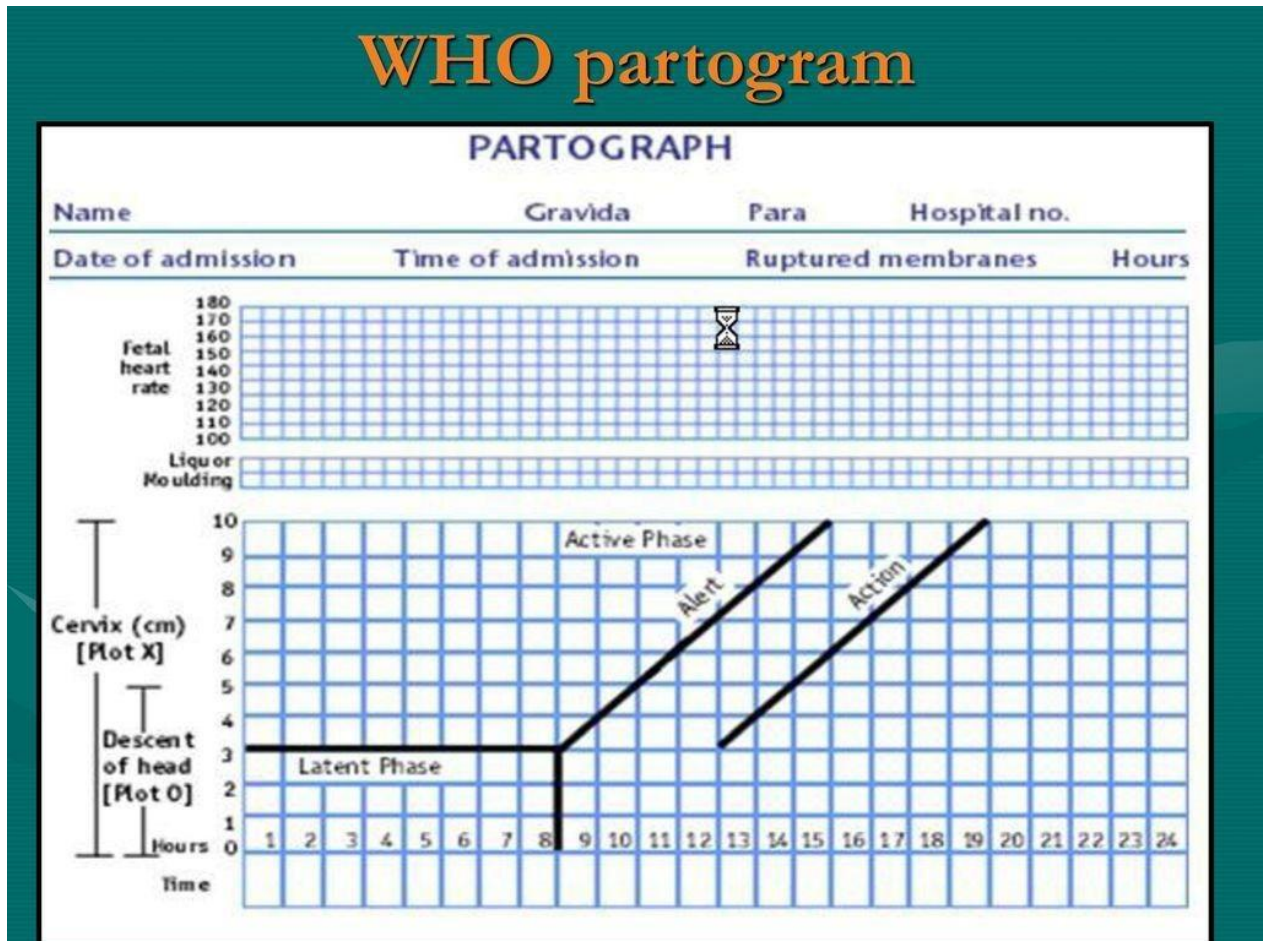 WHO partogram
PARTOGRAPH
Name Gravida Para Hospital no.
Date of admission Time of admission Ruptured membranes Hours
180
170
160
150
140
130
120
110
100
Fetal
heart
rate
Liquor
Moulding
10
9
8
7
6
5
4
3
2
1
0
Cervix (cm)
[Plot X]
Descent
of head
[Plot O]
Active Phase
Alert
Action
Latent Phase
Hours 1 2 3 4 5 6 7 8 9 10 11 12 13 14 15 16 17 18 19 20 21 22 23 24
Time